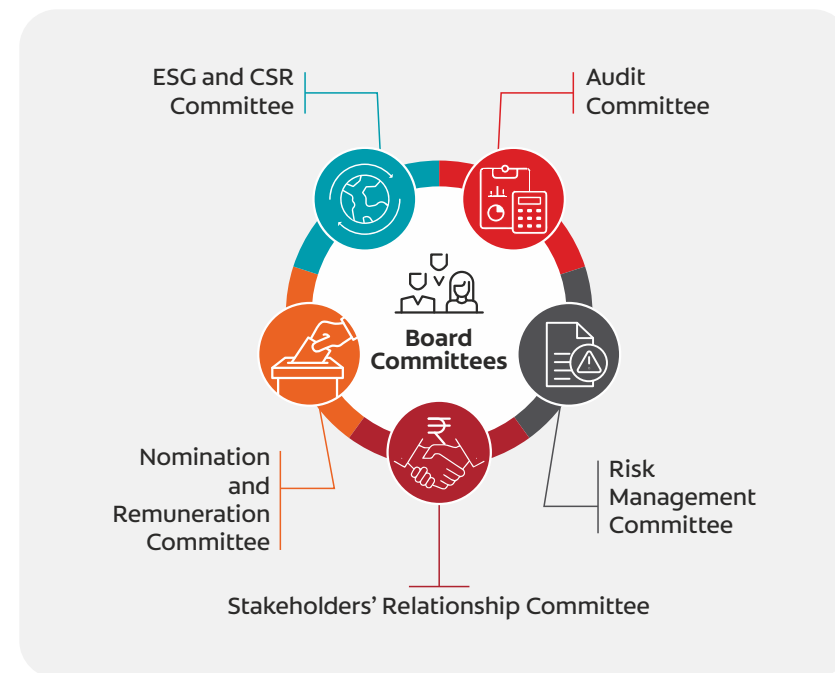 ESG and CSR
Committee
Audit
Committee
Board
Committees
Nomination
and
Remuneration
Committee
Risk
Management
Committee
₹
Stakeholders’ Relationship Committee